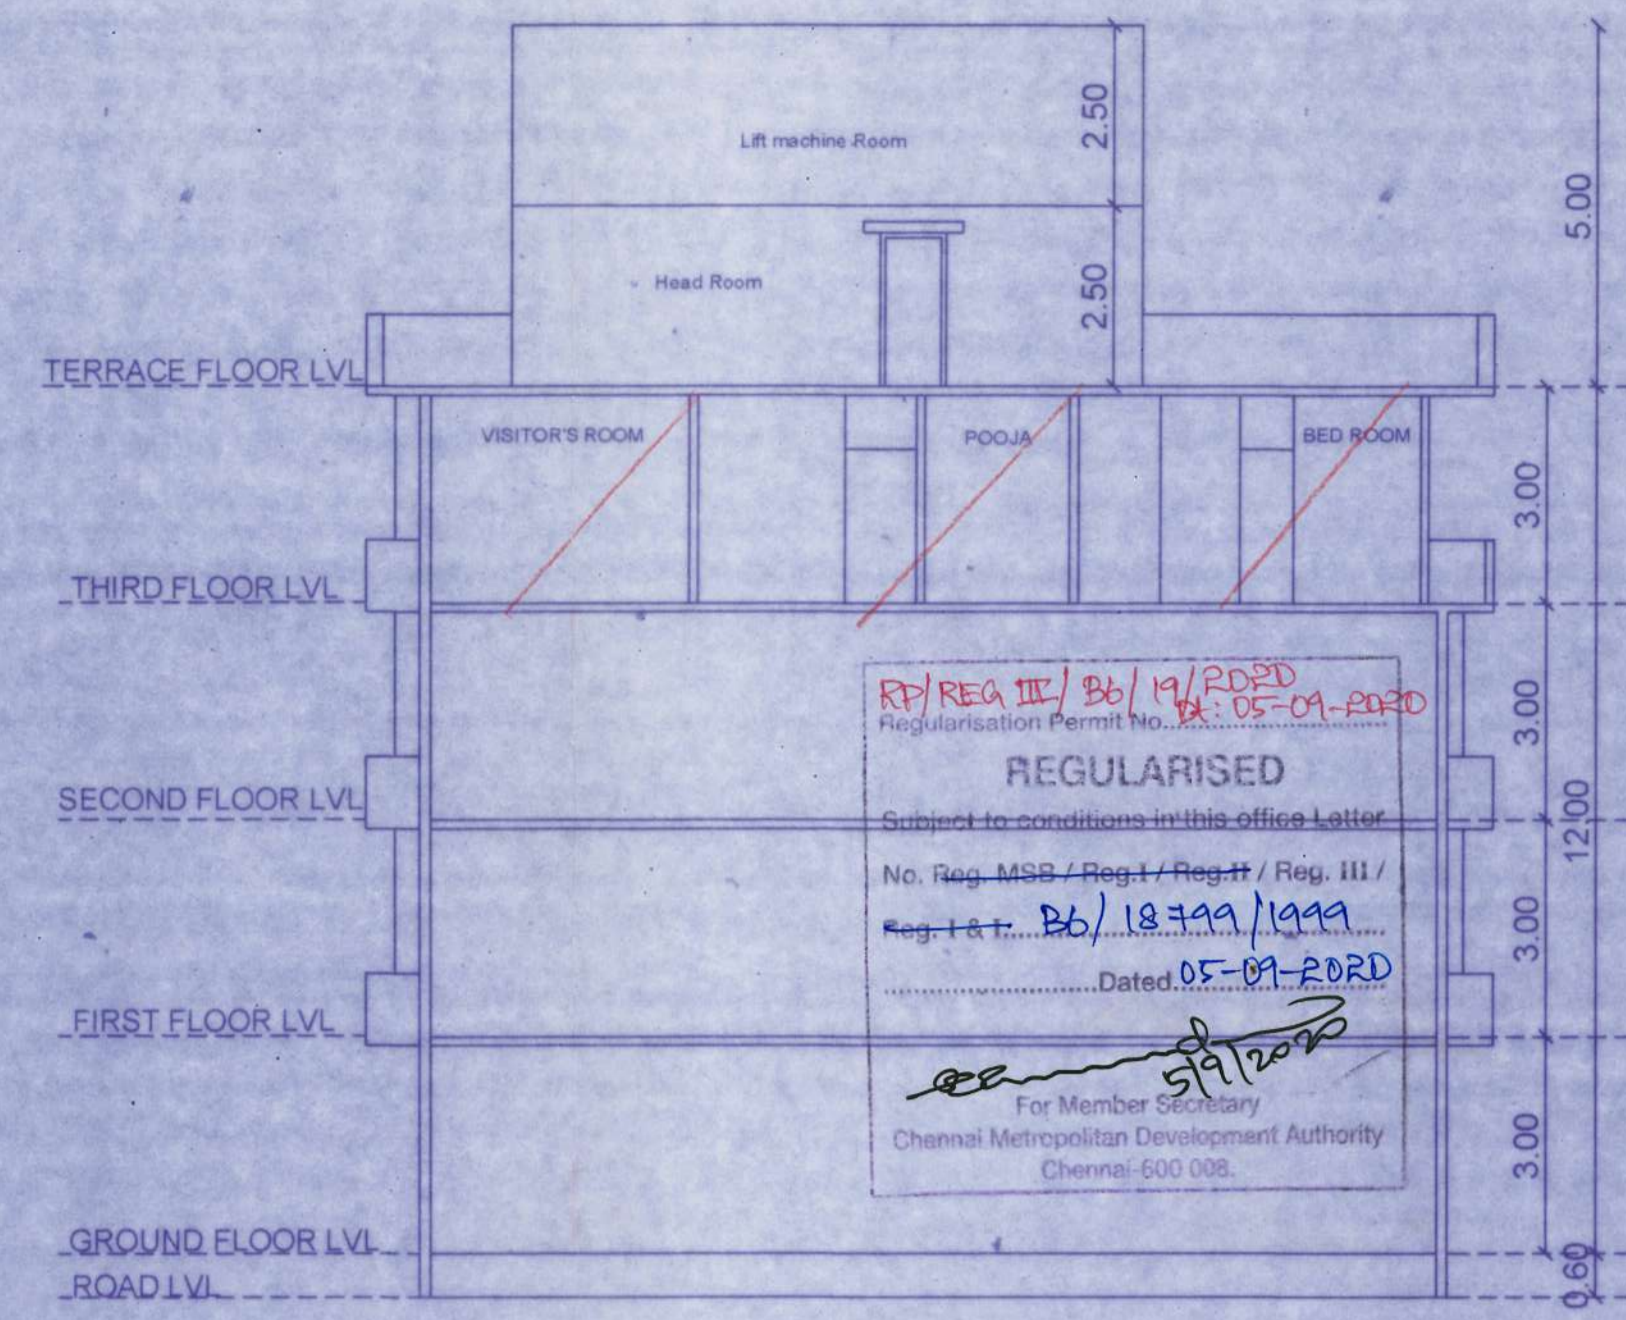 2.50
Lift machine Room
5.00
Head Room
2.50
TERRACE FLOOR LVL
VISITOR'S ROOM
POOJA
BED ROOM
3.00
THIRD FLOOR LVL
RP/REG III/ B6/ 19/2020
Dt: 05-09-2020
Regularisation Permit No.
3.00
REGULARISED
SECOND FLOOR LVL
Subject to conditions in this office Letter
12.00
No. Reg. MSB / Reg.I / Reg.II / Reg. III /
Reg. I & I. B6/ 18799/1999
3.00
Dated 05-09-2020
FIRST FLOOR LVL
5/9/2020
For Member Secretary
Chennai Metropolitan Development Authority
3.00
Chennai-600 008.
GROUND FLOOR LVL
ROAD LVL
0.60